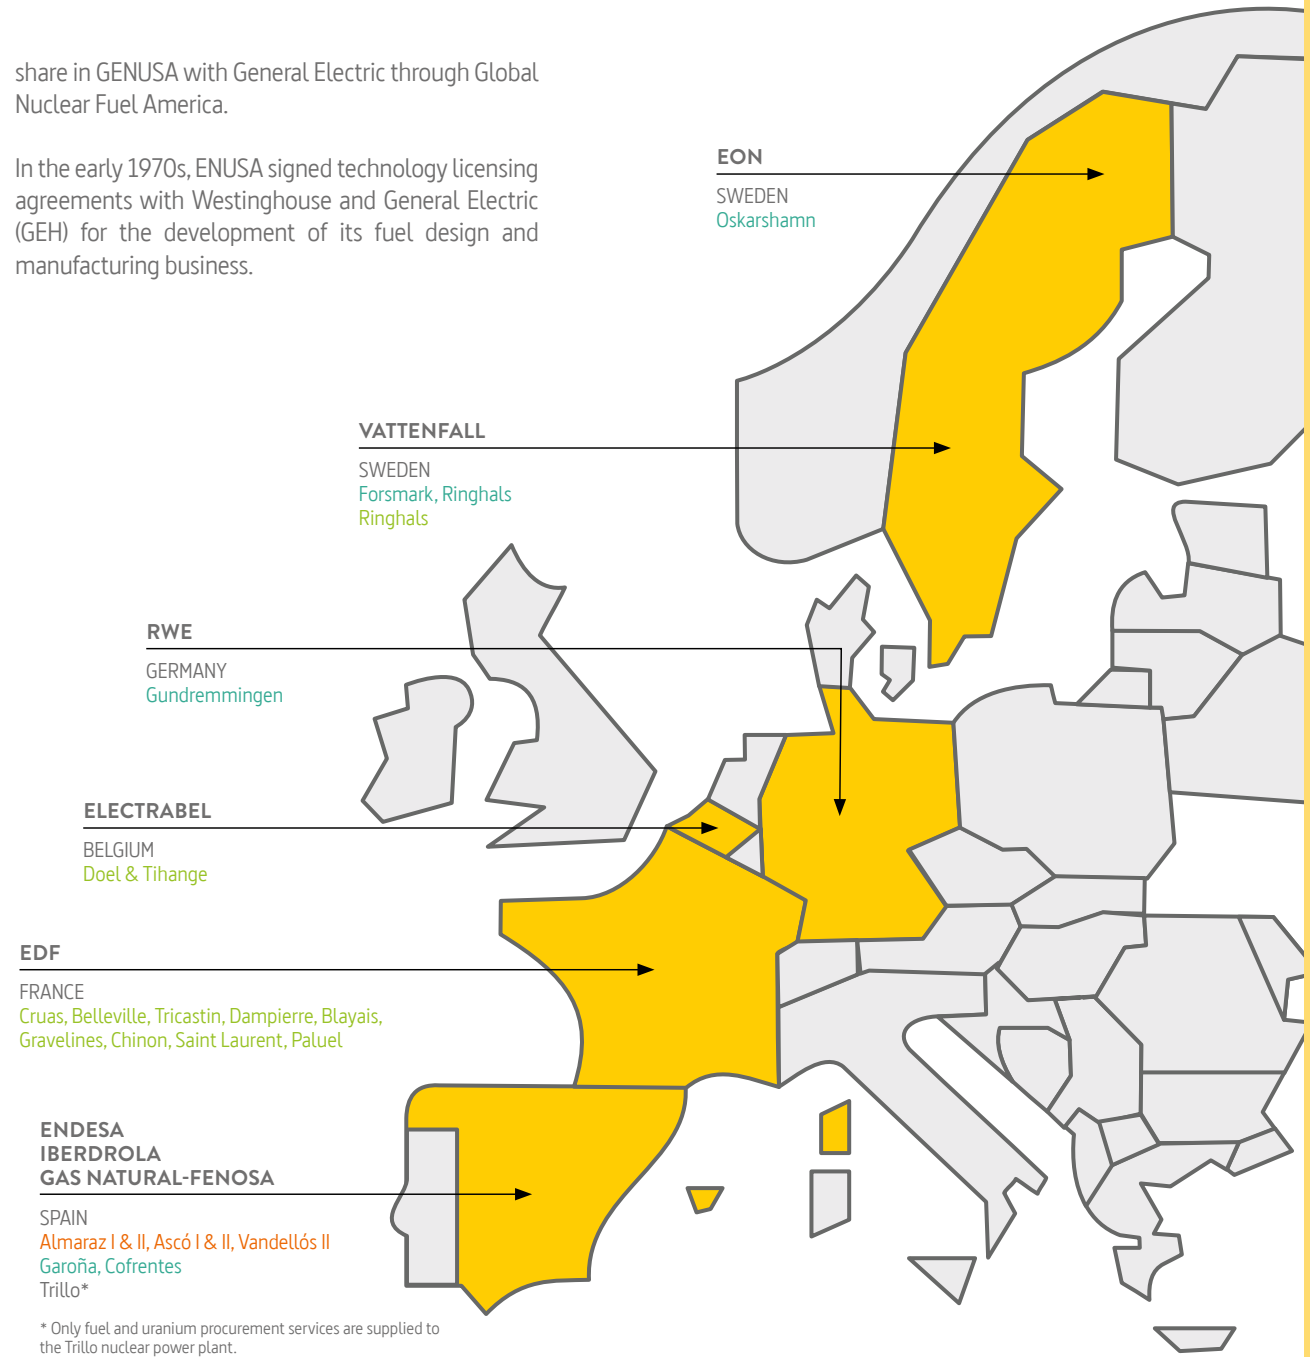 share in GENUSA with General Electric through Global
Nuclear Fuel America.
In the early 1970s, ENUSA signed technology licensing
agreements with Westinghouse and General Electric
(GEH) for the development of its fuel design and
manufacturing business.
EON
SWEDEN
Oskarshamn
VATTENFALL
SWEDEN
Forsmark, Ringhals
Ringhals
RWE
GERMANY
Gundremmingen
ELECTRABEL
BELGIUM
Doel & Tihange
EDF
FRANCE
Cruas, Belleville, Tricastin, Dampierre, Blayais,
Gravelines, Chinon, Saint Laurent, Paluel
ENDESA
IBERDROLA
GAS NATURAL-FENOSA
SPAIN
Almaraz I & II, Ascó I & II, Vandellós II
Garoña, Cofrentes
Trillo*
* Only fuel and uranium procurement services are supplied to
the Trillo nuclear power plant.